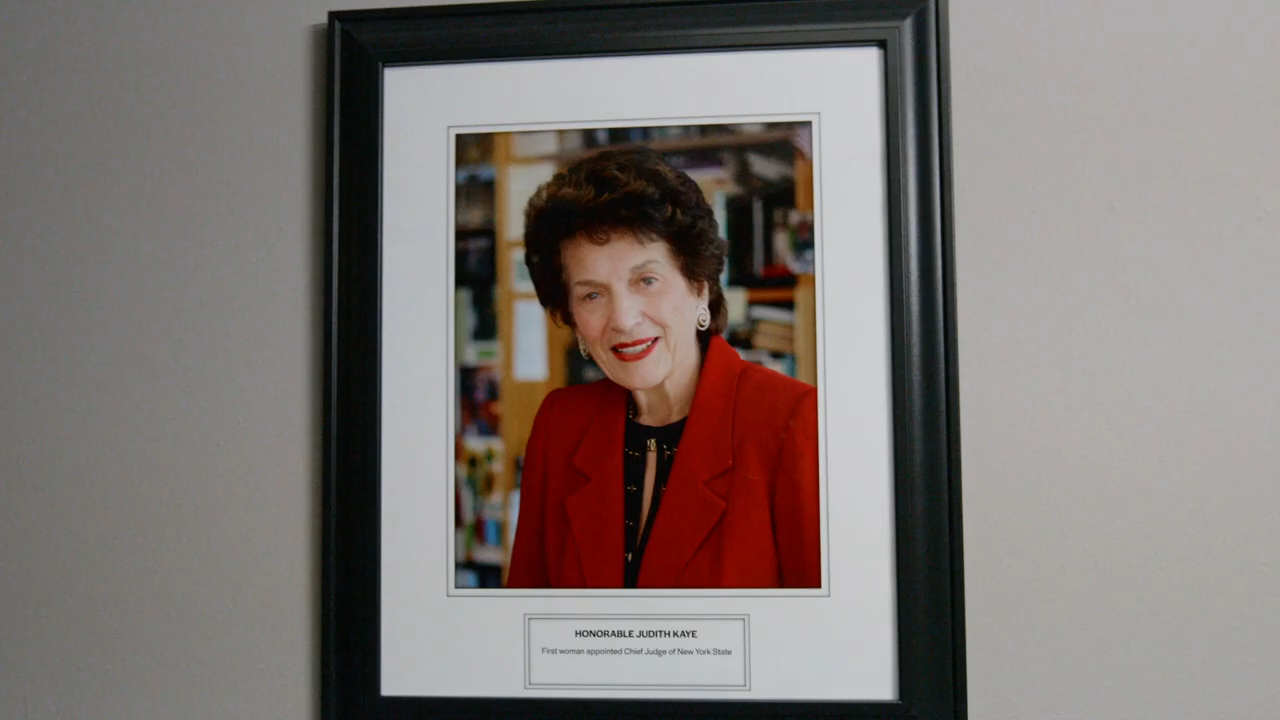 HONORABLE JUDITH KAYE
First woman appointed Chief Judge of New York State